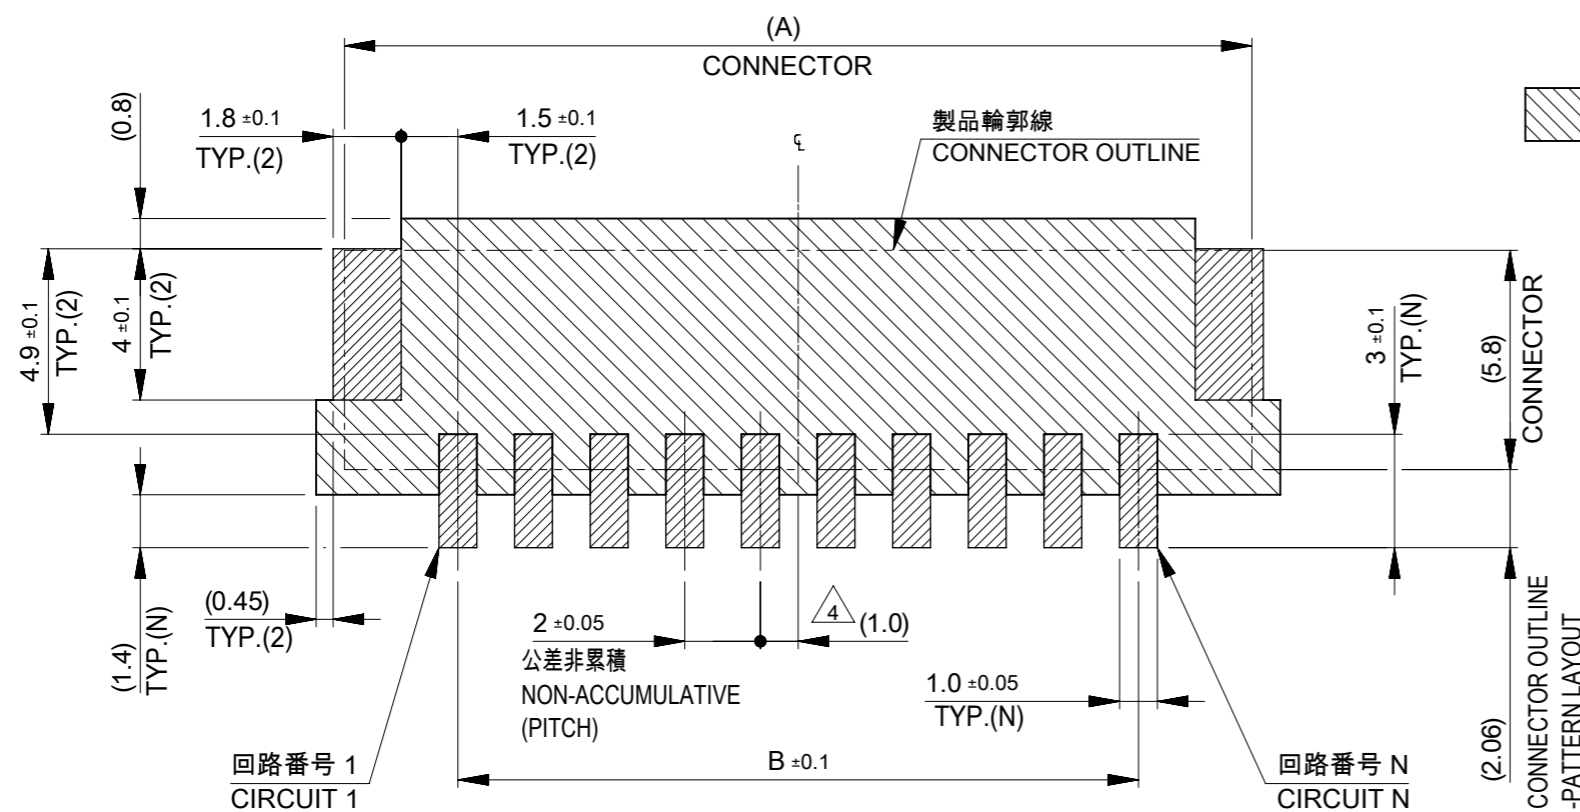 (A)
CONNECTOR
(0.8)
1.8 ±0.1
TYP.(2)
1.5 ±0.1
TYP.(2)
℄
製品輪郭線
CONNECTOR OUTLINE
4.9 ±0.1
TYP.(2)
4 ±0.1
TYP.(2)
3 ±0.1
TYP.(N)
(5.8)
CONNECTOR
(1.4)
TYP.(N)
(0.45)
TYP.(2)
2 ±0.05
公差非累積
NON-ACCUMULATIVE
(PITCH)
4
(1.0)
1.0 ±0.05
TYP.(N)
(2.06)
CONNECTOR OUTLINE
-PATTERN LAYOUT
回路番号 1
CIRCUIT 1
B ±0.1
回路番号 N
CIRCUIT N